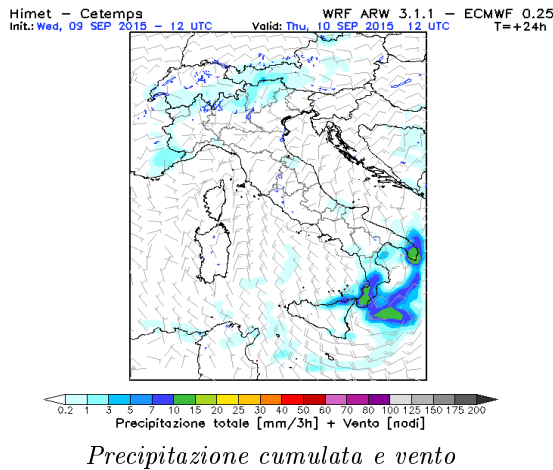 Himet – Cetemps WRF ARW 3.1.1 – ECMWF 0.25
Init.: Wed, 09 SEP 2015 – 12 UTC Valid: Thu, 10 SEP 2015 12 UTC T=+24h
0.2 1 3 5 7 10 15 20 25 30 40 50 60 70 80 100 125 150 175 200
Precipitazione totale [mm/3h] + Vento [nodi]
Precipitazione cumulata e vento